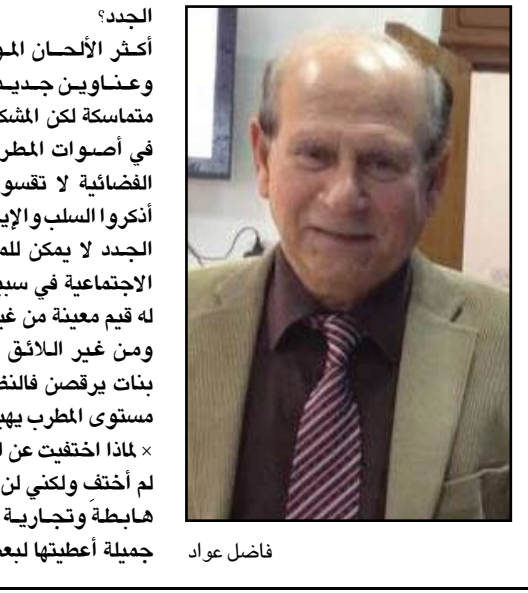 الجدد؟
أكثر الألحان
وعناوين جديد
متماسكة لكن المشك
في أصوات المطر
الفضائية لا تقسو
أذكروا السلب والإي
الجدد لا يمكن للم
الاجتماعية في سبي
له قيم معينة من غي
ومن غير اللائق
بنات يرقصن فالنظ
مستوى المطرب يهب
× لماذا اختفيت عن ا
لم أختفِ ولكني لن
هابطة وتجارية
جميلة أعطيتها لبع
فاضل عواد